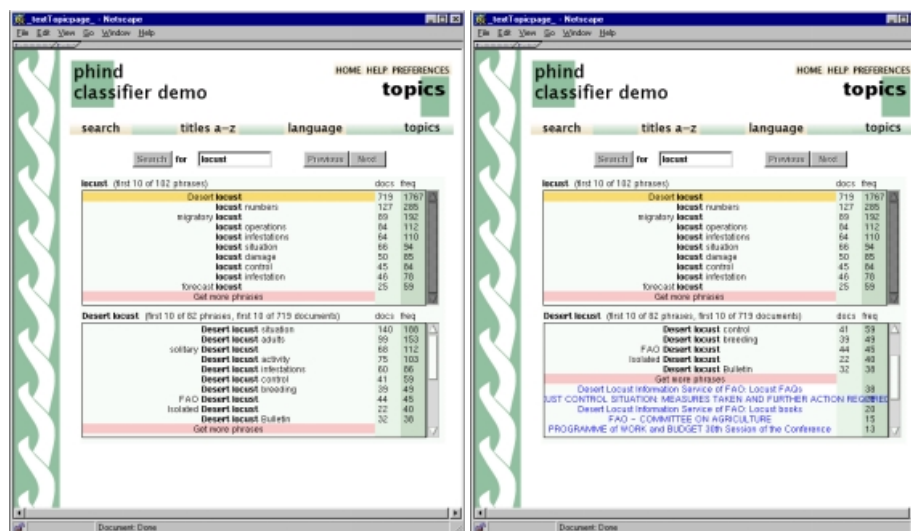 _textTopicpage_ - Netscape
File Edit View Go Window Help
phind
classifier demo
HOME HELP PREFERENCES
topics
search titles a–z language topics
Search for locust Previous Next
locust (first 10 of 102 phrases) docs freq
Desert locust 719 1767
locust numbers 127 285
migratory locust 89 192
locust operations 84 112
locust infestations 64 110
locust situation 66 94
locust damage 50 85
locust control 45 84
locust infestation 46 78
forecast locust 25 59
Get more phrases
Desert locust (first 10 of 82 phrases, first 10 of 719 documents) docs freq
Desert locust situation 140 188
Desert locust adults 99 153
solitary Desert locust 68 112
Desert locust activity 75 103
Desert locust infestations 60 86
Desert locust control 41 59
Desert locust breeding 39 49
FAO Desert locust 44 45
Isolated Desert locust 22 40
Desert locust Bulletin 32 38
Get more phrases
Document: Done
_textTopicpage_ - Netscape
File Edit View Go Window Help
phind
classifier demo
HOME HELP PREFERENCES
topics
search titles a–z language topics
Search for locust Previous Next
locust (first 10 of 102 phrases) docs freq
Desert locust 719 1767
locust numbers 127 285
migratory locust 89 192
locust operations 84 112
locust infestations 64 110
locust situation 66 94
locust damage 50 85
locust control 45 84
locust infestation 46 78
forecast locust 25 59
Get more phrases
Desert locust (first 10 of 82 phrases, first 10 of 719 documents) docs freq
Desert locust control 41 59
Desert locust breeding 39 49
FAO Desert locust 44 45
Isolated Desert locust 22 40
Desert locust Bulletin 32 38
Get more phrases
Desert Locust Information Service of FAO: Locust FAQs 38
UST CONTROL SITUATION: MEASURES TAKEN AND FURTHER ACTION REQUIRED
Desert Locust Information Service of FAO: Locust books 20
FAO – COMMITTEE ON AGRICULTURE 15
PROGRAMME of WORK and BUDGET 30th Session of the Conference 13
Document: Done